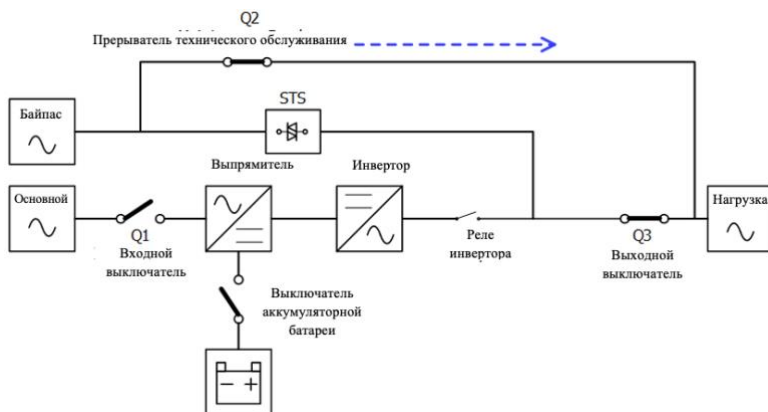 Q2
Прерыватель технического обслуживания
STS
Байпас
Выпрямитель
Инвертор
Основной
Нагрузка
Q1
Входной
выключатель
Реле
инвертора
Q3
Выходной
выключатель
Выключатель
аккумуляторной
батареи
- +